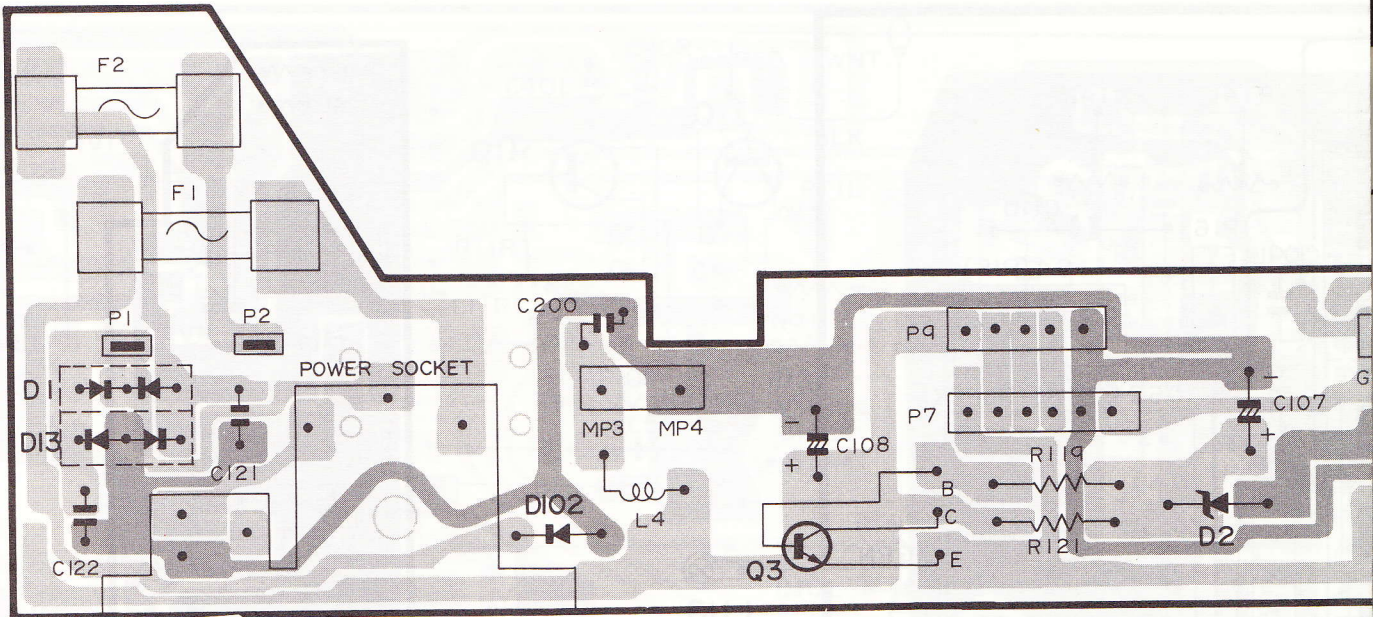 F2
F1
P1
P2
C200
P9
POWER SOCKET
D1
G
C107
P7
MP3
MP4
D13
C108
R119
C121
B
D102
L4
C
D2
R121
E
C122
Q3